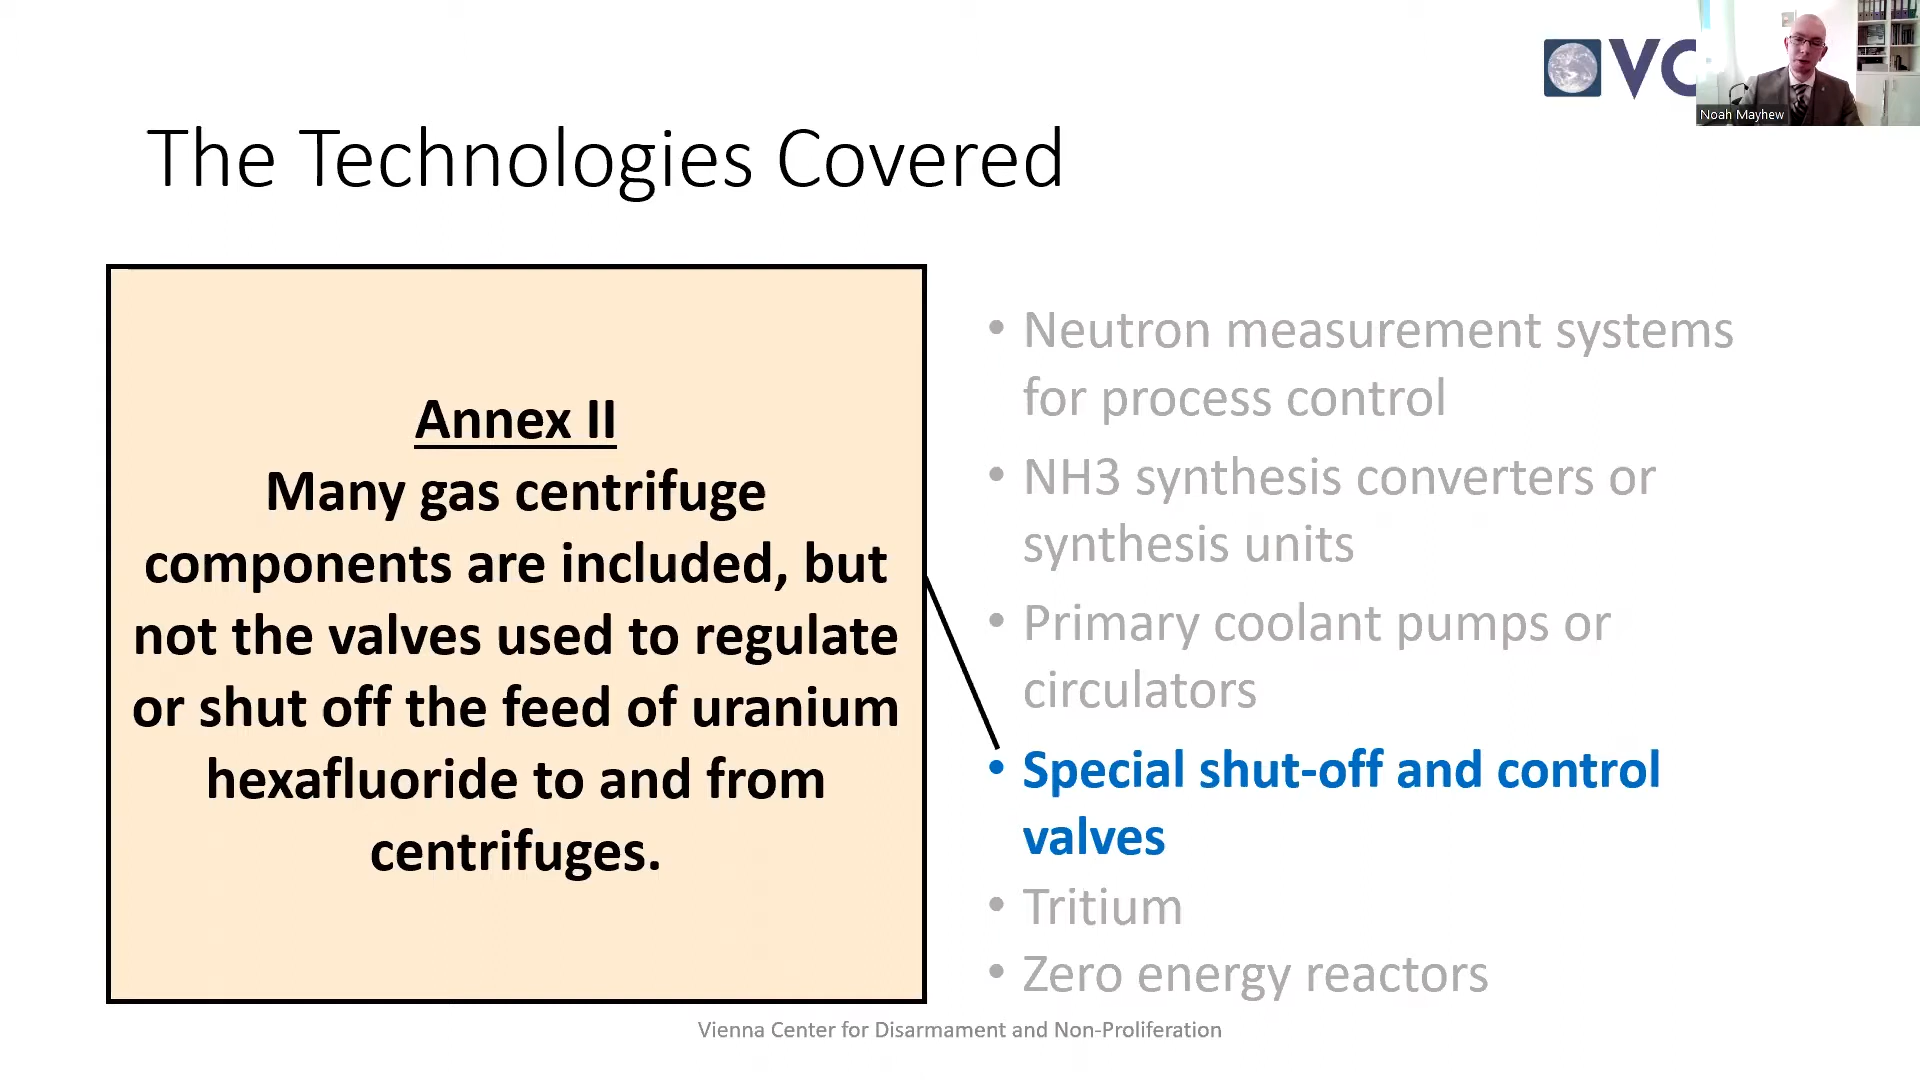 VC
Noah Mayhew
The Technologies Covered
Annex II
Many gas centrifuge
components are included, but
not the valves used to regulate
or shut off the feed of uranium
hexafluoride to and from
centrifuges.
• Neutron measurement systems
for process control
• NH3 synthesis converters or
synthesis units
• Primary coolant pumps or
circulators
• Special shut-off and control
valves
• Tritium
• Zero energy reactors
Vienna Center for Disarmament and Non-Proliferation